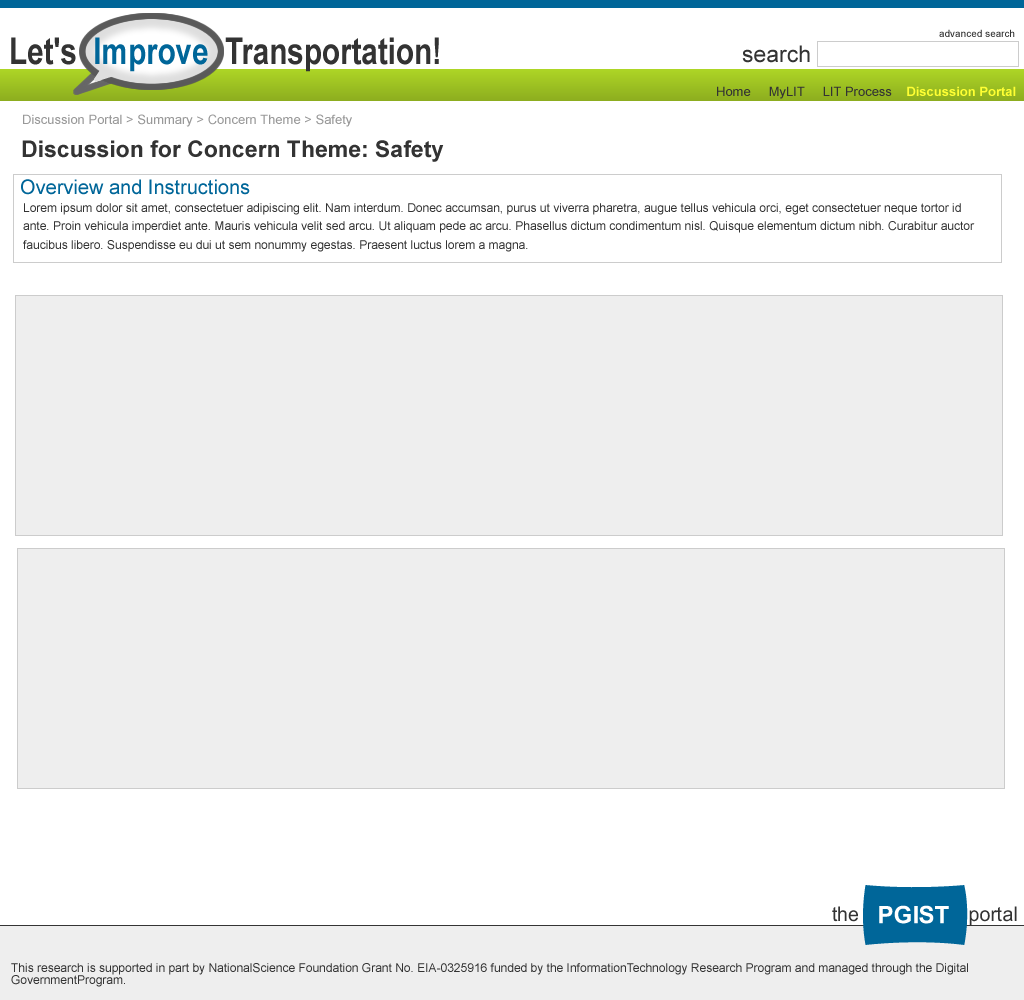 Let's Improve Transportation!
advanced search
search
Home MyLIT LIT Process Discussion Portal
Discussion Portal > Summary > Concern Theme > Safety
Discussion for Concern Theme: Safety
Overview and Instructions
Lorem ipsum dolor sit amet, consectetuer adipiscing elit. Nam interdum. Donec accumsan, purus ut viverra pharetra, augue tellus vehicula orci, eget consectetuer neque tortor id
ante. Proin vehicula imperdiet ante. Mauris vehicula velit sed arcu. Ut aliquam pede ac arcu. Phasellus dictum condimentum nisl. Quisque elementum dictum nibh. Curabitur auctor
faucibus libero. Suspendisse eu dui ut sem nonummy egestas. Praesent luctus lorem a magna.
the PGIST portal
This research is supported in part by NationalScience Foundation Grant No. EIA-0325916 funded by the InformationTechnology Research Program and managed through the Digital
GovernmentProgram.